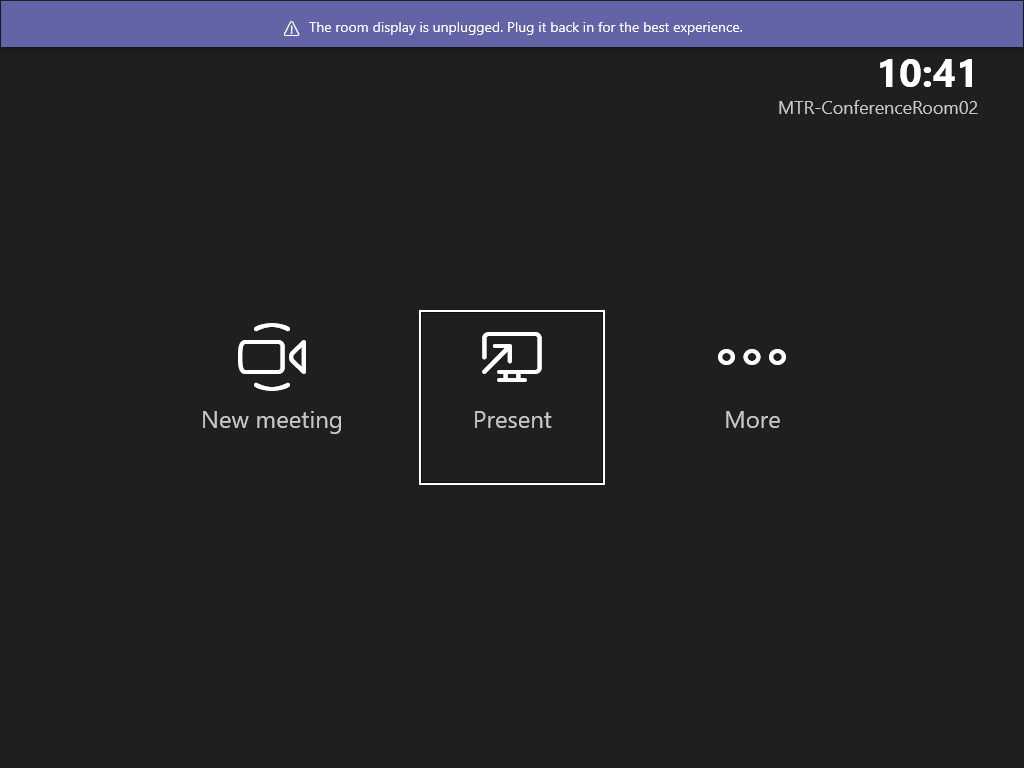 The room display is unplugged. Plug it back in for the best experience.
10:41
MTR-ConferenceRoom02
New meeting
Present
More